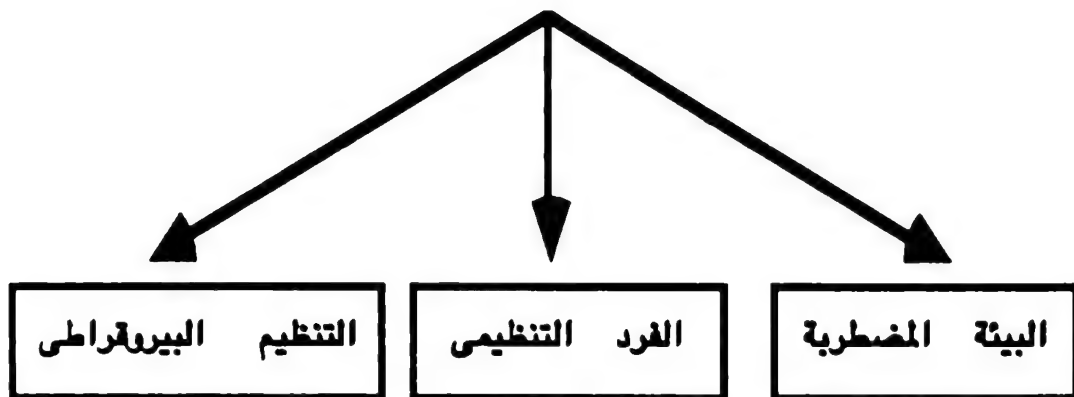 البيئة المضطربة
الفرد التنظيمى
التنظيم البيروقراطى